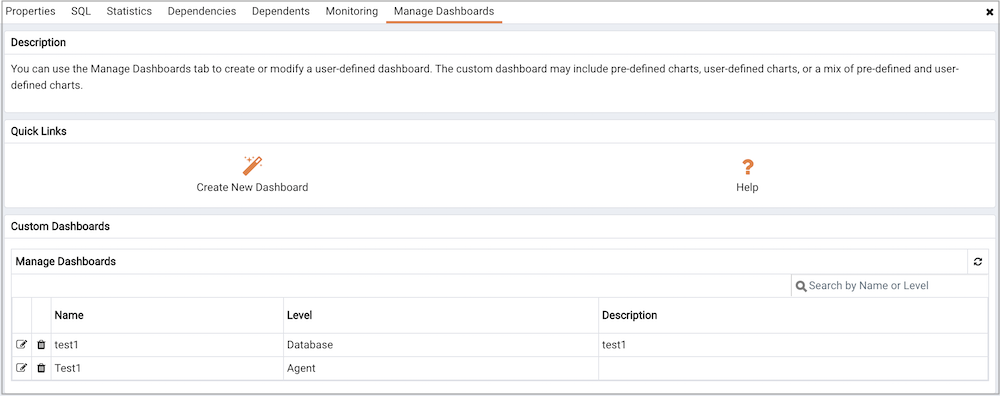 Properties SQL Statistics Dependencies Dependents Monitoring Manage Dashboards
Description
You can use the Manage Dashboards tab to create or modify a user-defined dashboard. The custom dashboard may include pre-defined charts, user-defined charts, or a mix of pre-defined and user-
defined charts.
Quick Links
Create New Dashboard
Help
Custom Dashboards
Manage Dashboards
Search by Name or Level
Name Level Description
test1 Database test1
Test1 Agent